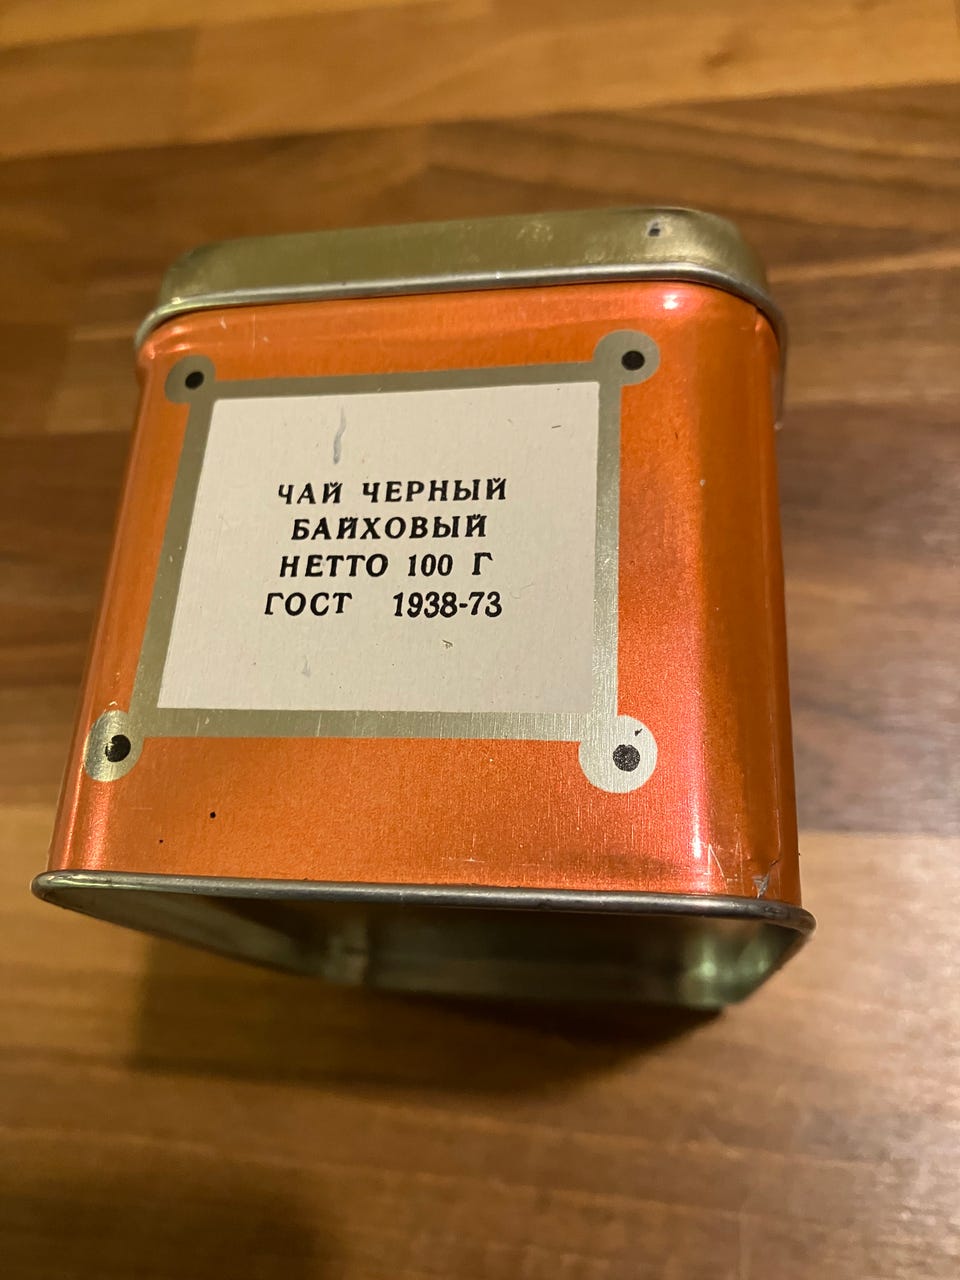 ЧАЙ ЧЕРНЫЙ
БАЙХОВЫЙ
НЕТТО 100 Г
ГОСТ 1938-73